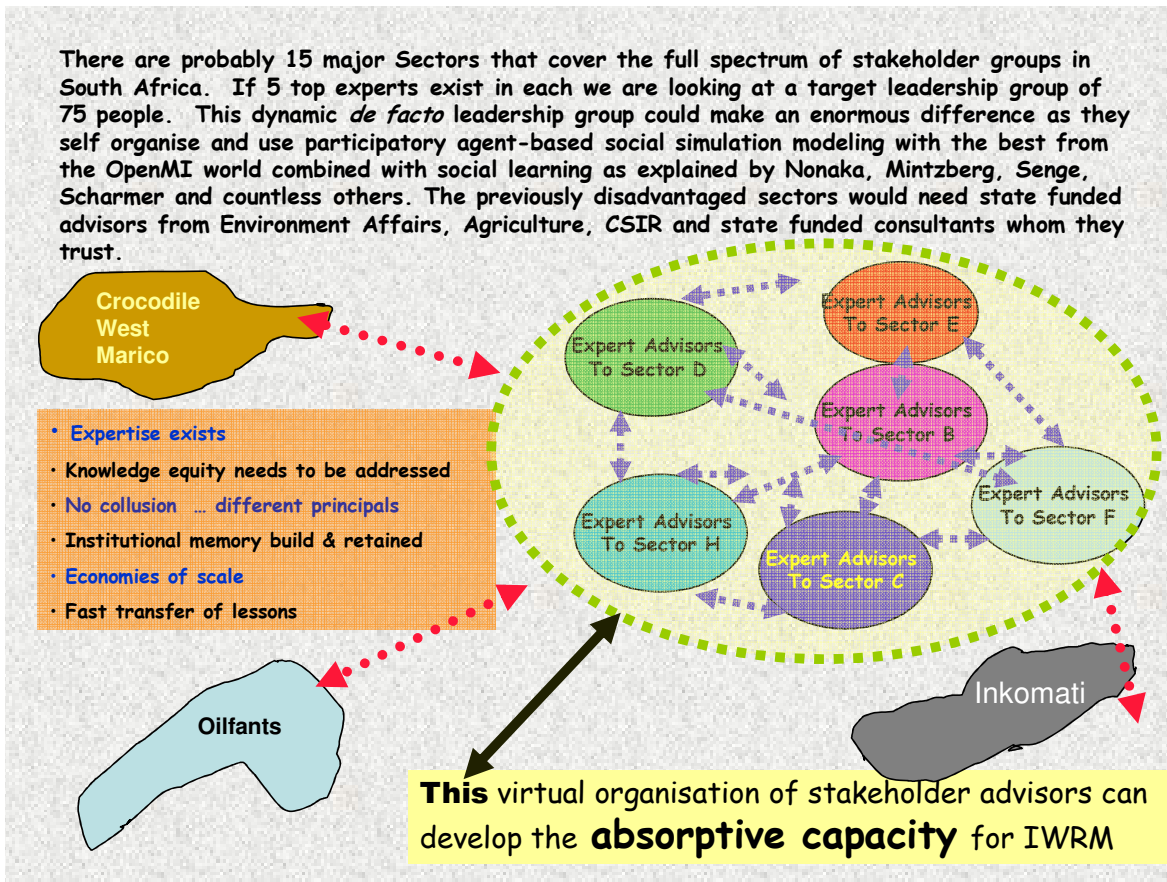 There are probably 15 major Sectors that cover the full spectrum of stakeholder groups in
South Africa. If 5 top experts exist in each we are looking at a target leadership group of
75 people. This dynamic de facto leadership group could make an enormous difference as they
self organise and use participatory agent-based social simulation modeling with the best from
the OpenMI world combined with social learning as explained by Nonaka, Mintzberg, Senge,
Scharmer and countless others. The previously disadvantaged sectors would need state funded
advisors from Environment Affairs, Agriculture, CSIR and state funded consultants whom they
trust.
Crocodile
West
Marico
Expert Advisors
To Sector E
Expert Advisors
To Sector D
Expert Advisors
To Sector B
Expert Advisors
To Sector F
Expert Advisors
To Sector H
Expert Advisors
To Sector C
• Expertise exists
• Knowledge equity needs to be addressed
• No collusion … different principals
• Institutional memory build & retained
• Economies of scale
• Fast transfer of lessons
Oilfants
Inkomati
This virtual organisation of stakeholder advisors can
develop the absorptive capacity for IWRM